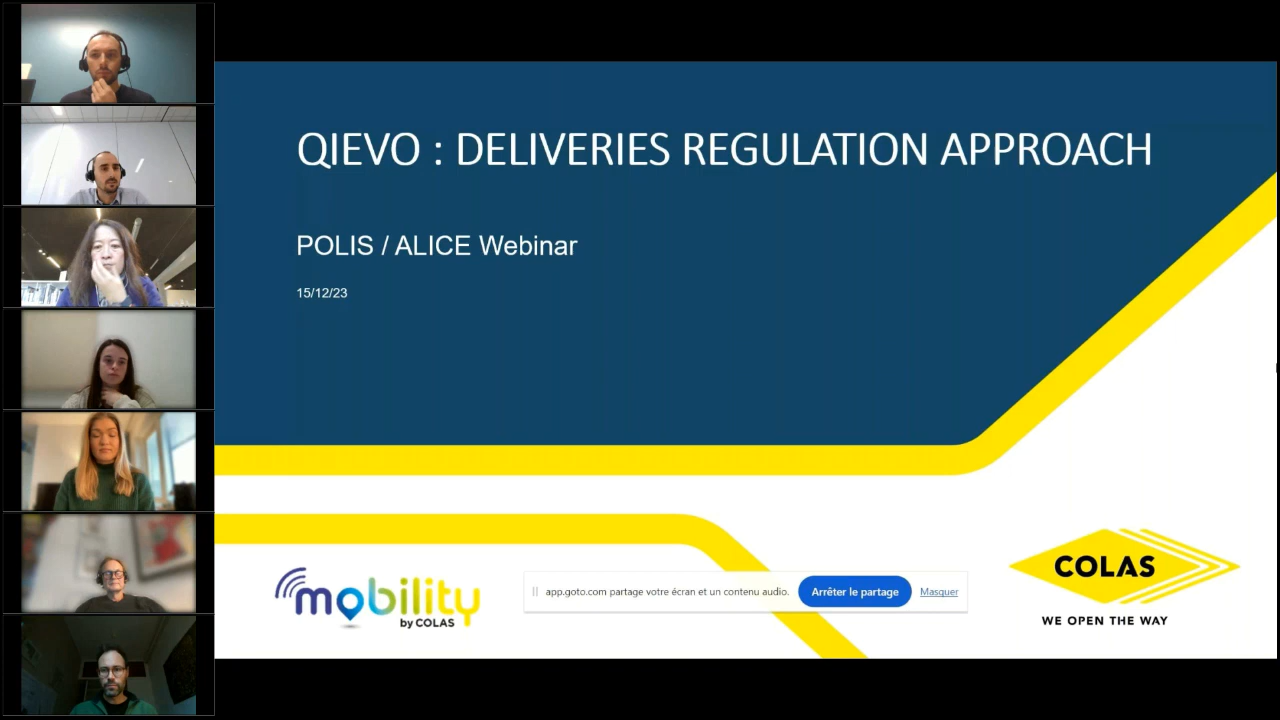 QIEVO : DELIVERIES REGULATION APPROACH
POLIS / ALICE Webinar
15/12/23
mobility
by COLAS
app.goto.com partage votre écran et un contenu audio.
Arrêter le partage
Masquer
COLAS
WE OPEN THE WAY